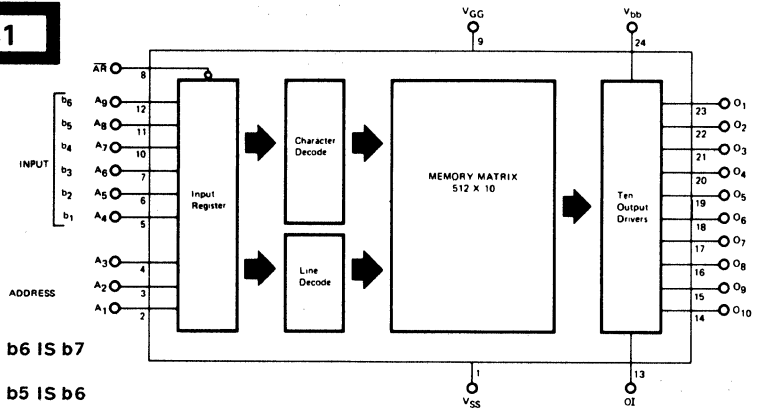 1
VGG
9
Vbb
24
AR
8
INPUT
b6 A9 12
b5 A8 11
b4 A7 10
b3 A6 7
b2 A5 6
b1 A4 5
A3 4
ADDRESS
A2 3
A1 2
Input
Register
Character
Decode
Line
Decode
MEMORY MATRIX
512 X 10
Ten
Output
Drivers
23 O1
22 O2
21 O3
20 O4
19 O5
18 O6
17 O7
16 O8
15 O9
14 O10
b6 IS b7
b5 IS b6
1
VSS
13
OI